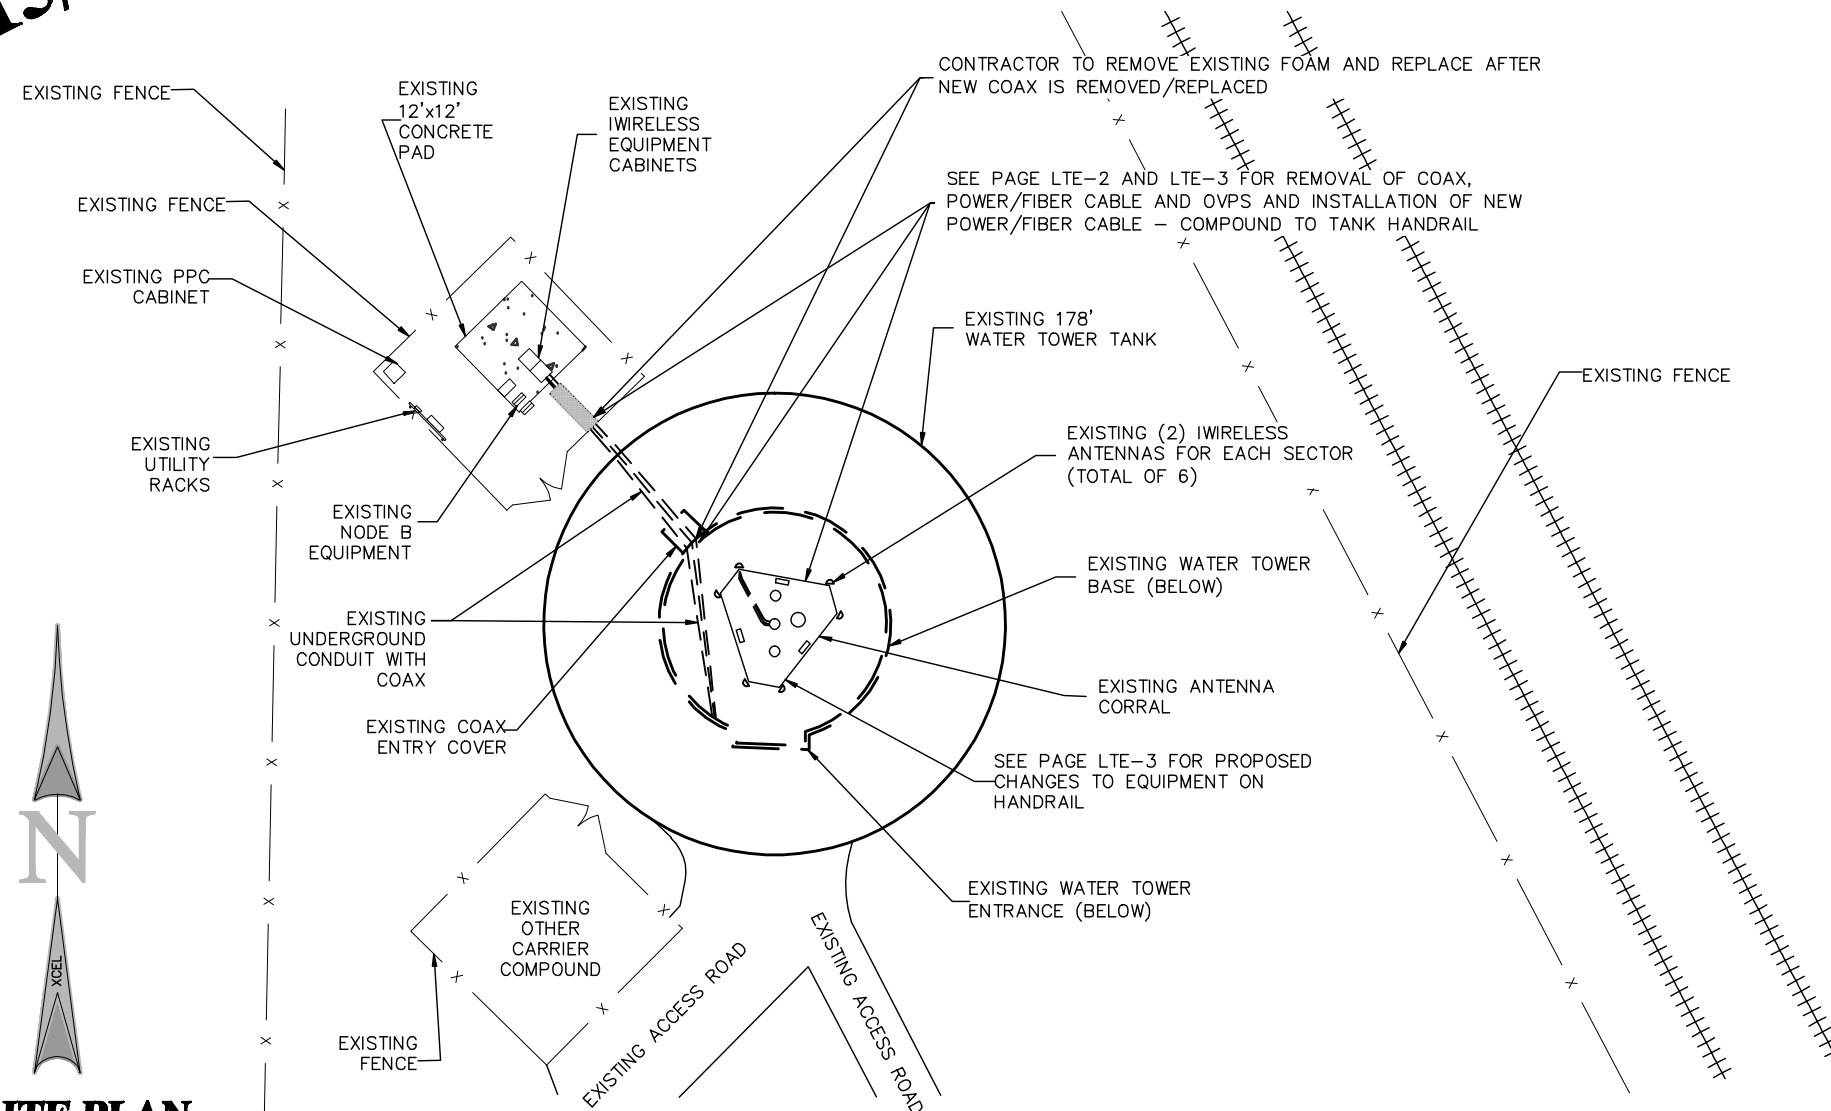 CONTRACTOR TO REMOVE EXISTING FOAM AND REPLACE AFTER
NEW COAX IS REMOVED/REPLACED
EXISTING FENCE
EXISTING
12'x12'
CONCRETE
PAD
EXISTING
IWIRELESS
EQUIPMENT
CABINETS
SEE PAGE LTE-2 AND LTE-3 FOR REMOVAL OF COAX,
POWER/FIBER CABLE AND OVPS AND INSTALLATION OF NEW
POWER/FIBER CABLE - COMPOUND TO TANK HANDRAIL
EXISTING FENCE
EXISTING PPC
CABINET
EXISTING 178'
WATER TOWER TANK
EXISTING FENCE
EXISTING
UTILITY
RACKS
EXISTING (2) IWIRELESS
ANTENNAS FOR EACH SECTOR
(TOTAL OF 6)
EXISTING
NODE B
EQUIPMENT
EXISTING WATER TOWER
BASE (BELOW)
EXISTING
UNDERGROUND
CONDUIT WITH
COAX
EXISTING ANTENNA
CORRAL
EXISTING COAX
ENTRY COVER
SEE PAGE LTE-3 FOR PROPOSED
CHANGES TO EQUIPMENT ON
HANDRAIL
N
XCEL
EXISTING WATER TOWER
ENTRANCE (BELOW)
EXISTING
OTHER
CARRIER
COMPOUND
EXISTING ACCESS ROAD
EXISTING ACCESS ROAD
EXISTING
FENCE